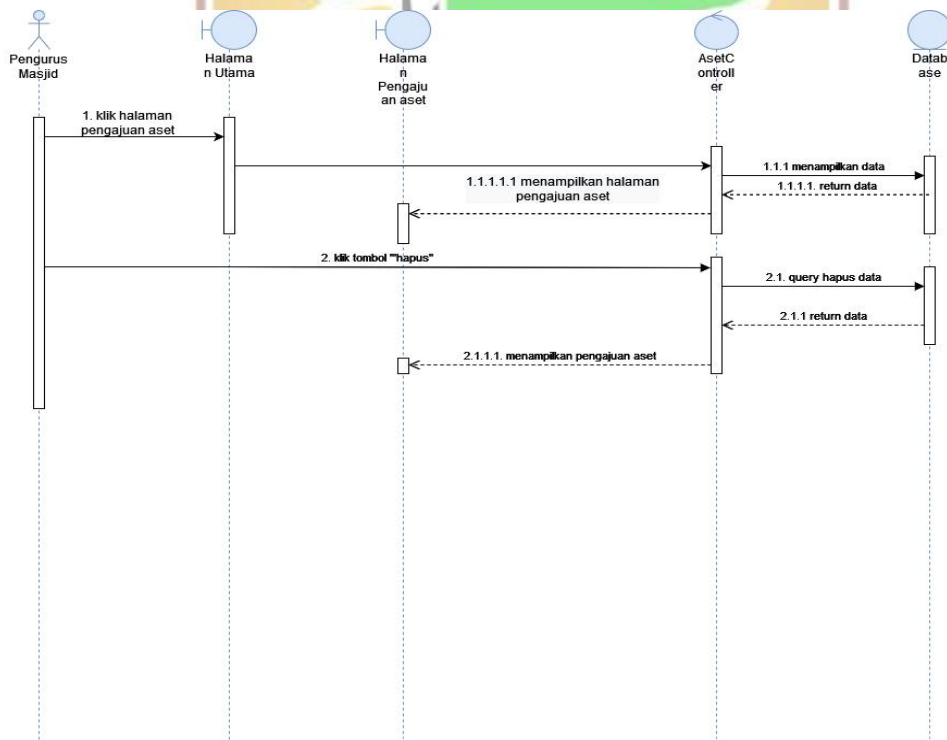 Pengurus
Masjid
Halama
n Utama
Halama
n
Pengaju
an aset
AsetC
ontroll
er
Datab
ase
1. klik halaman
pengajuan aset
1.1.1 menampilkan data
1.1.1.1. return data
1.1.1.1.1 menampilkan halaman
pengajuan aset
2. klik tombol '"hapus"
2.1. query hapus data
2.1.1 return data
2.1.1.1. menampilkan pengajuan aset